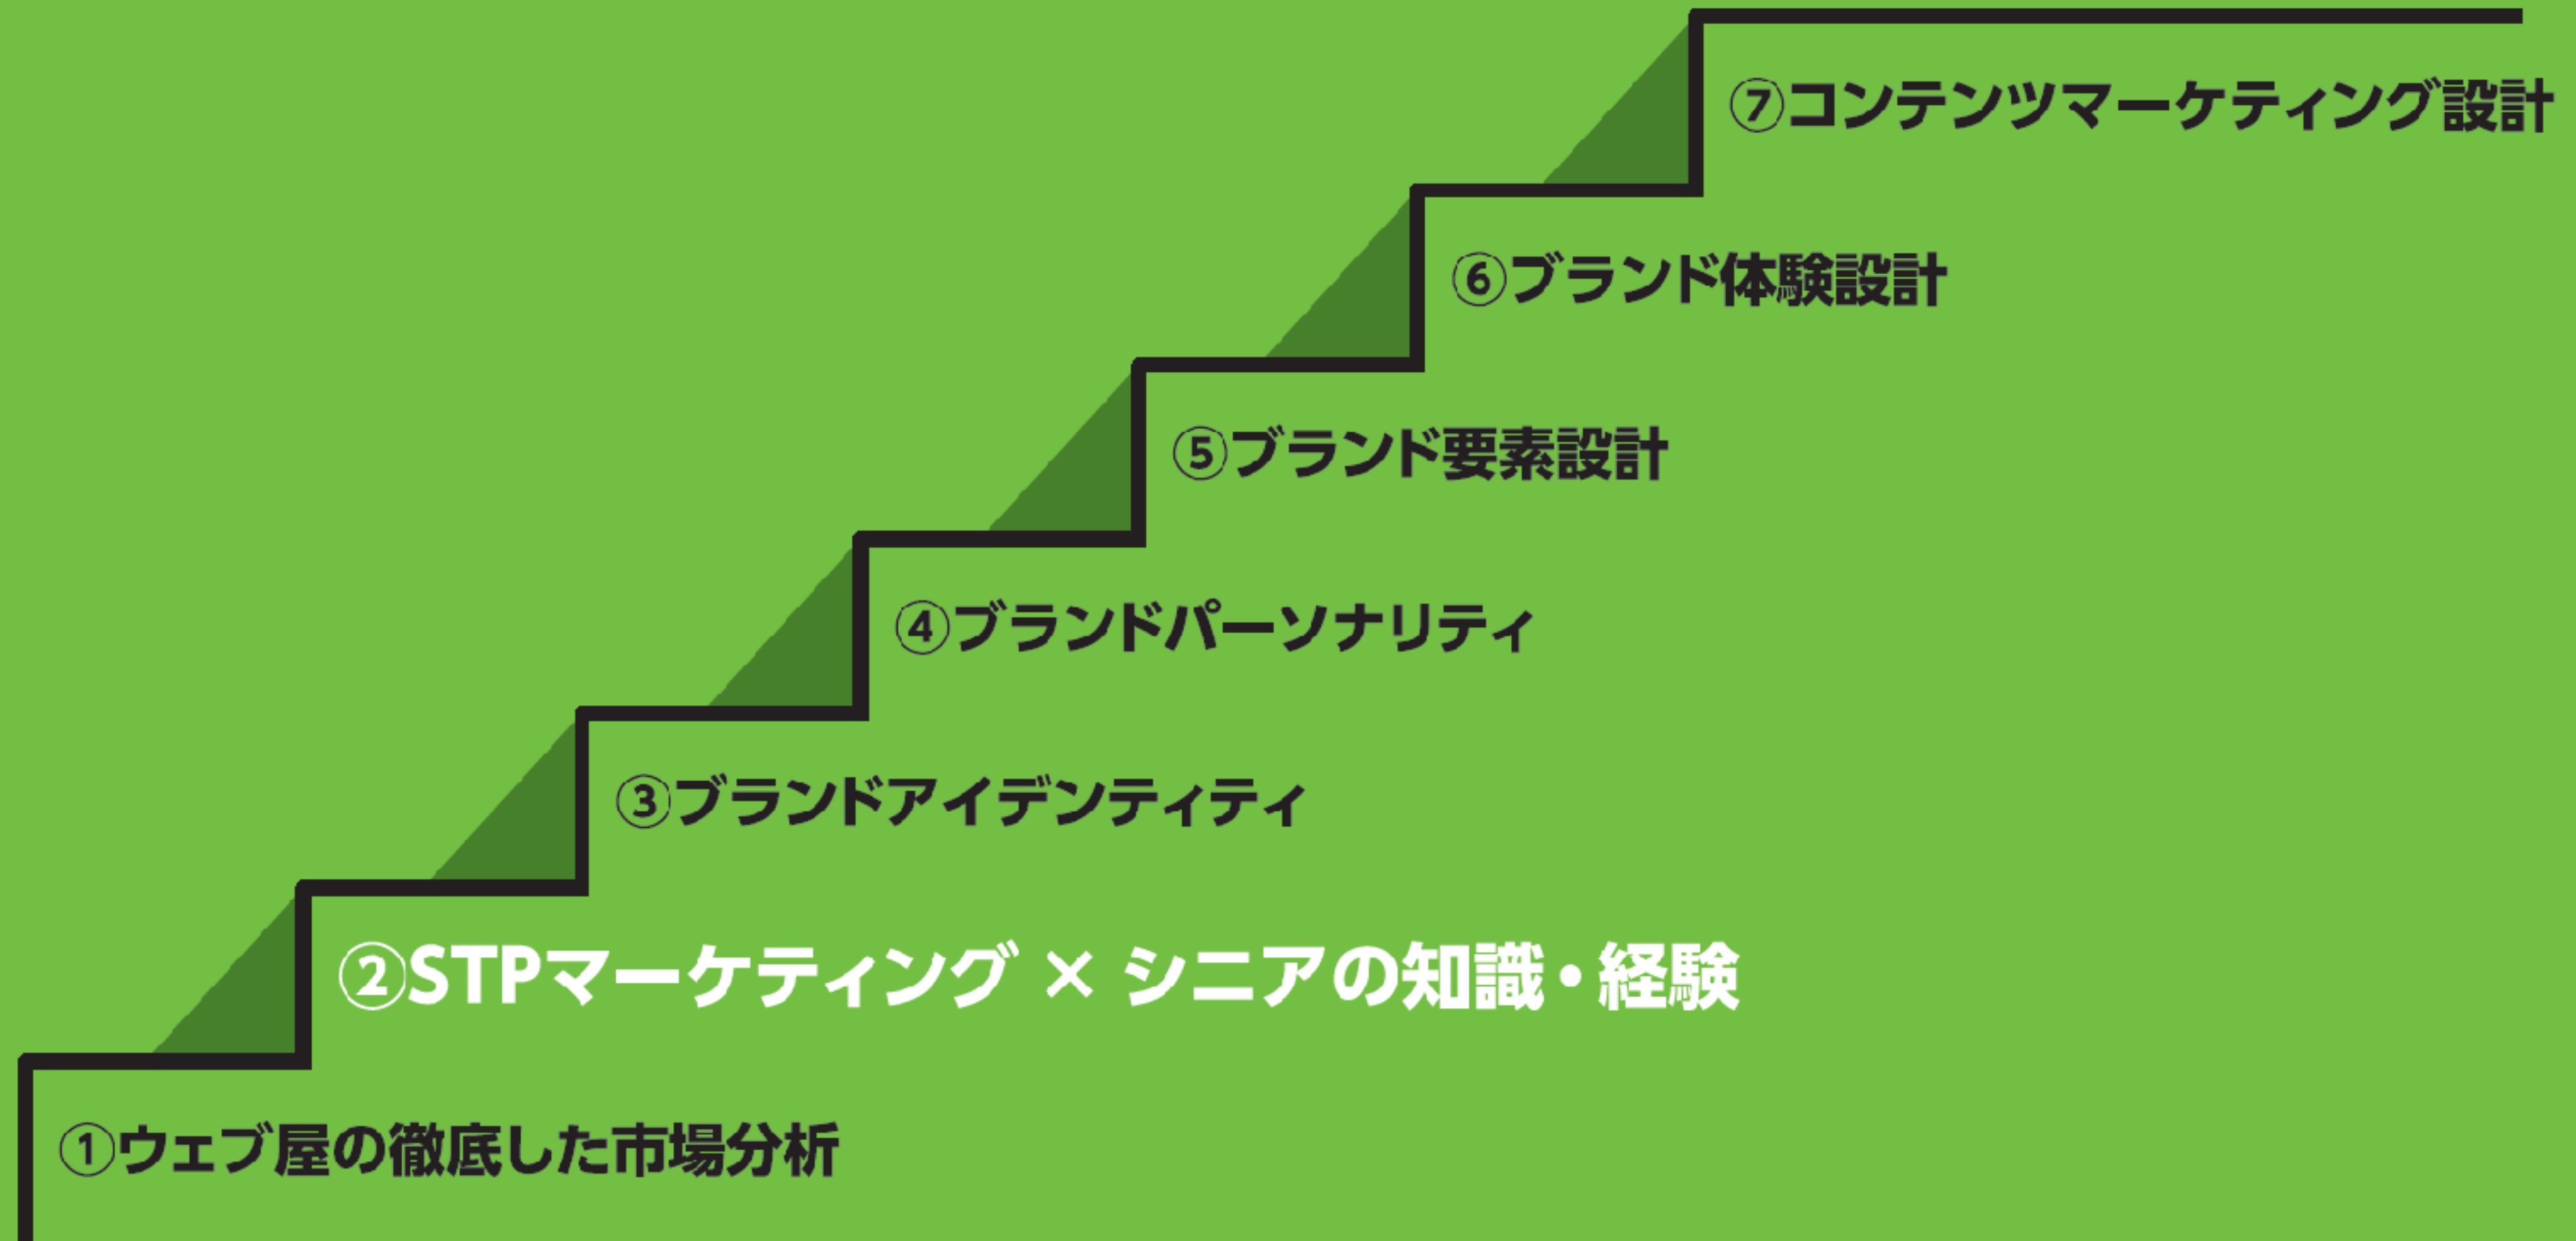 ⑦コンテンツマーケティング設計
⑥ブランド体験設計
⑤ブランド要素設計
④ブランドパーソナリティ
③ブランドアイデンティティ
②STPマーケティング × シニアの知識・経験
①ウェブ屋の徹底した市場分析